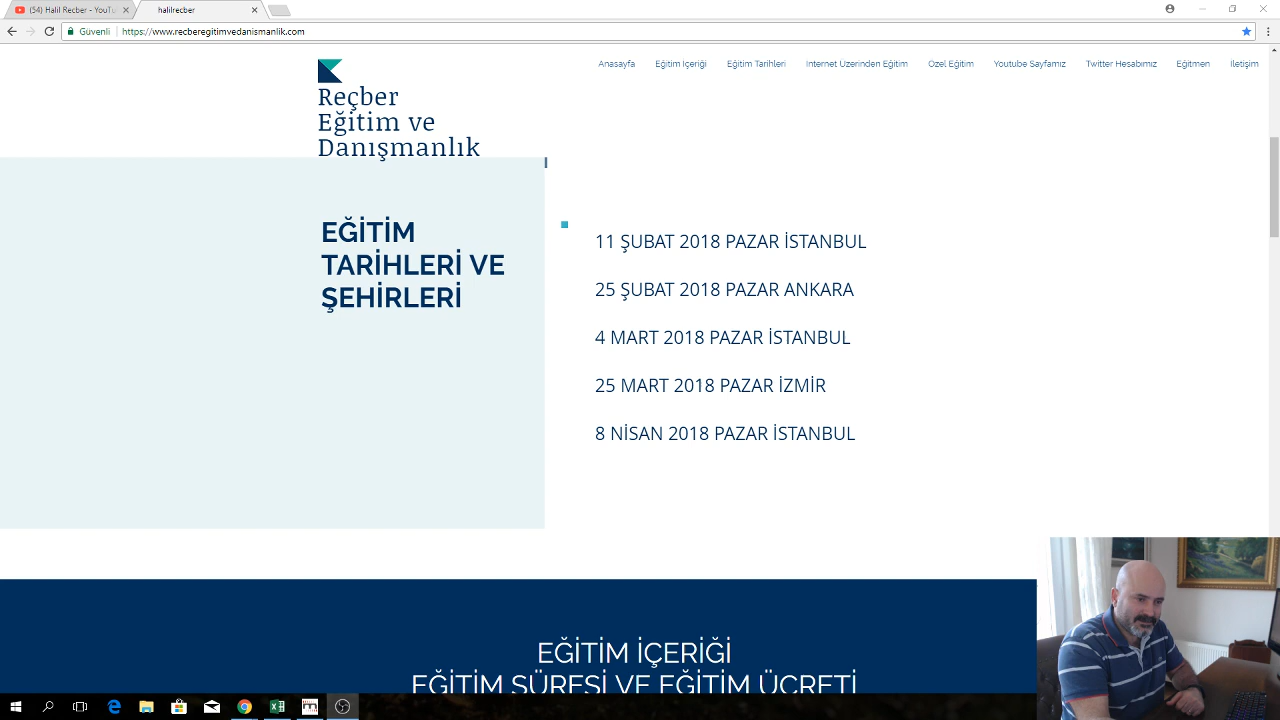 (54) Halil Recber - YouTu
halilrecber
Güvenli
https://www.recberegitimvedanismanlik.com
Anasayfa
Eğitim İçeriği
Eğitim Tarihleri
Internet Uzerinden Eğitim
Ozel Eğitim
Youtube Sayfamız
Twitter Hesabımız
Eğitmen
İletişim
Reçber
Eğitim ve
Danışmanlık
EĞİTİM
TARİHLERİ VE
ŞEHİRLERİ
11 ŞUBAT 2018 PAZAR İSTANBUL
25 ŞUBAT 2018 PAZAR ANKARA
4 MART 2018 PAZAR İSTANBUL
25 MART 2018 PAZAR İZMİR
8 NİSAN 2018 PAZAR İSTANBUL
EĞİTİM İÇERİĞİ
EĞİTİM SÜRESİ VE EĞİTİM ÜCRETİ